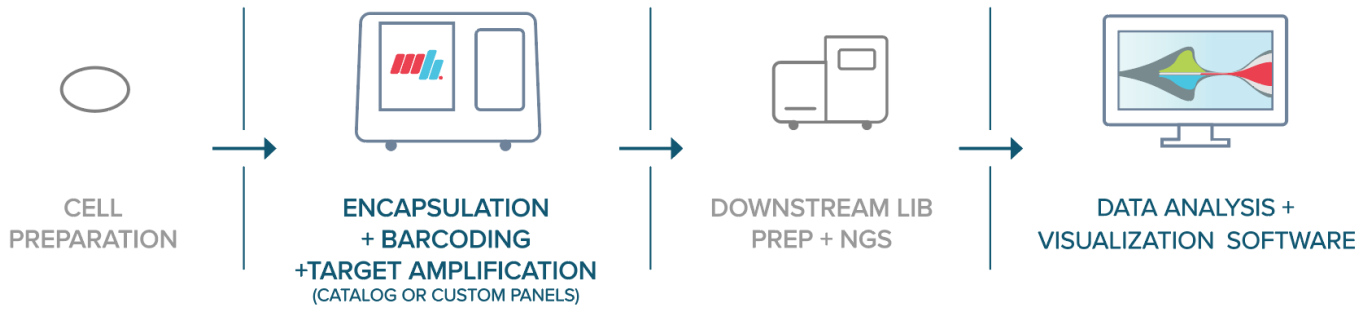 CELL
PREPARATION
ENCAPSULATION
+ BARCODING
+TARGET AMPLIFICATION
(CATALOG OR CUSTOM PANELS)
DOWNSTREAM LIB
PREP + NGS
DATA ANALYSIS +
VISUALIZATION SOFTWARE